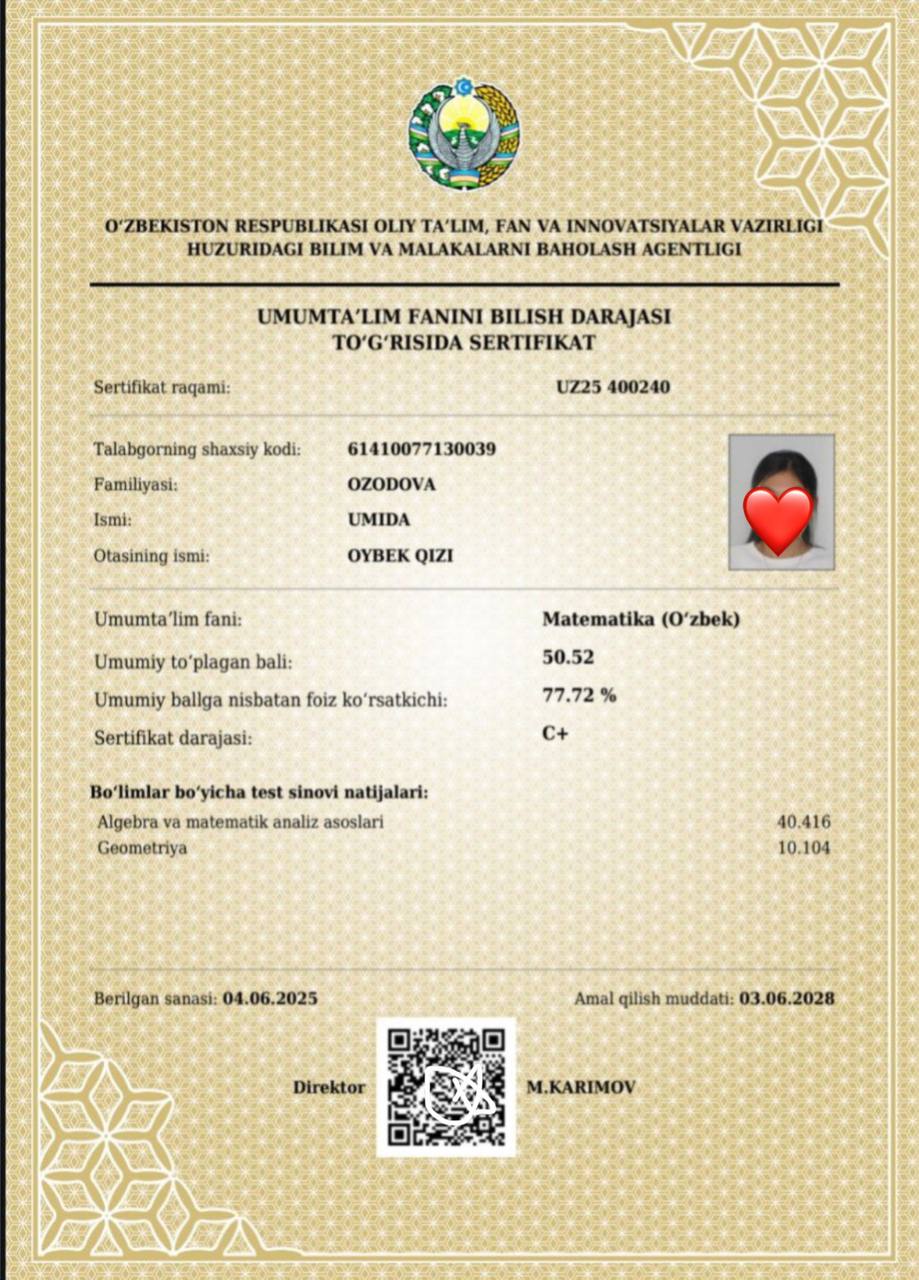 O‘ZBEKISTON RESPUBLIKASI OLIY TA’LIM, FAN VA INNOVATSIYALAR VAZIRLIGI
HUZURIDAGI BILIM VA MALAKALARNI BAHOLASH AGENTLIGI
UMUMTA’LIM FANINI BILISH DARAJASI
TO‘G‘RISIDA SERTIFIKAT
Sertifikat raqami: UZ25 400240
Talabgorning shaxsiy kodi: 61410077130039
Familiyasi: OZODOVA
Ismi: UMIDA
Otasining ismi: OYBEK QIZI
Umumta’lim fani: Matematika (O‘zbek)
Umumiy to‘plagan bali: 50.52
Umumiy ballga nisbatan foiz ko‘rsatkichi: 77.72 %
Sertifikat darajasi: C+
Bo‘limlar bo‘yicha test sinovi natijalari:
Algebra va matematik analiz asoslari 40.416
Geometriya 10.104
Berilgan sanasi: 04.06.2025 Amal qilish muddati: 03.06.2028
Direktor M.KARIMOV